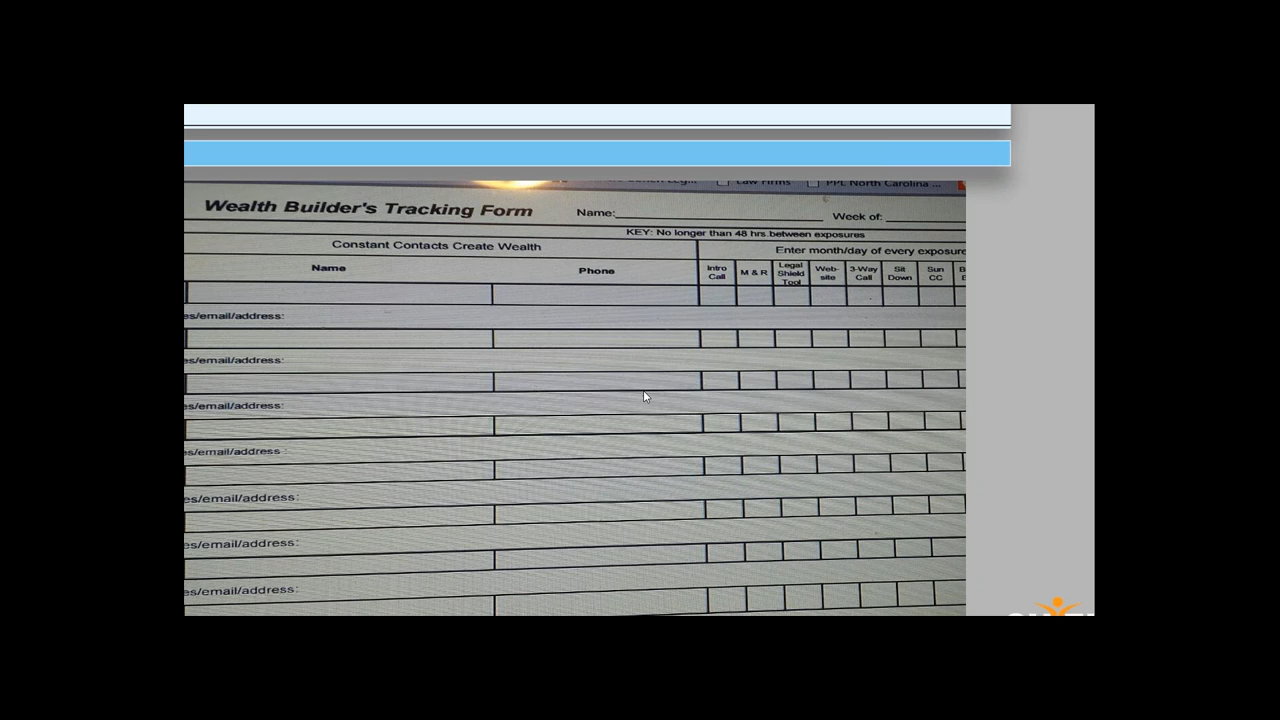 Law Firms PPL North Carolina ...
Wealth Builder's Tracking Form Name: Week of:
KEY: No longer than 48 hrs between exposures
Constant Contacts Create Wealth Enter month/day of every exposure
Name Phone Intro Call M & R Legal Shield Tool Web-site 3-Way Call Sit Down Sun CC
es/email/address:
es/email/address:
es/email/address:
es/email/address :
es/email/address:
es/email/address:
es/email/address: